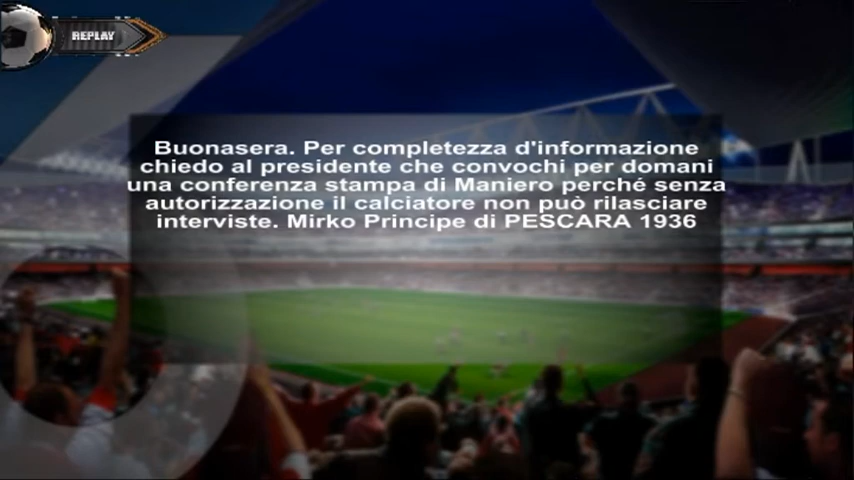 REPLAY
Buonasera. Per completezza d'informazione
chiedo al presidente che convochi per domani
una conferenza stampa di Maniero perché senza
autorizzazione il calciatore non può rilasciare
interviste. Mirko Principe di PESCARA 1936